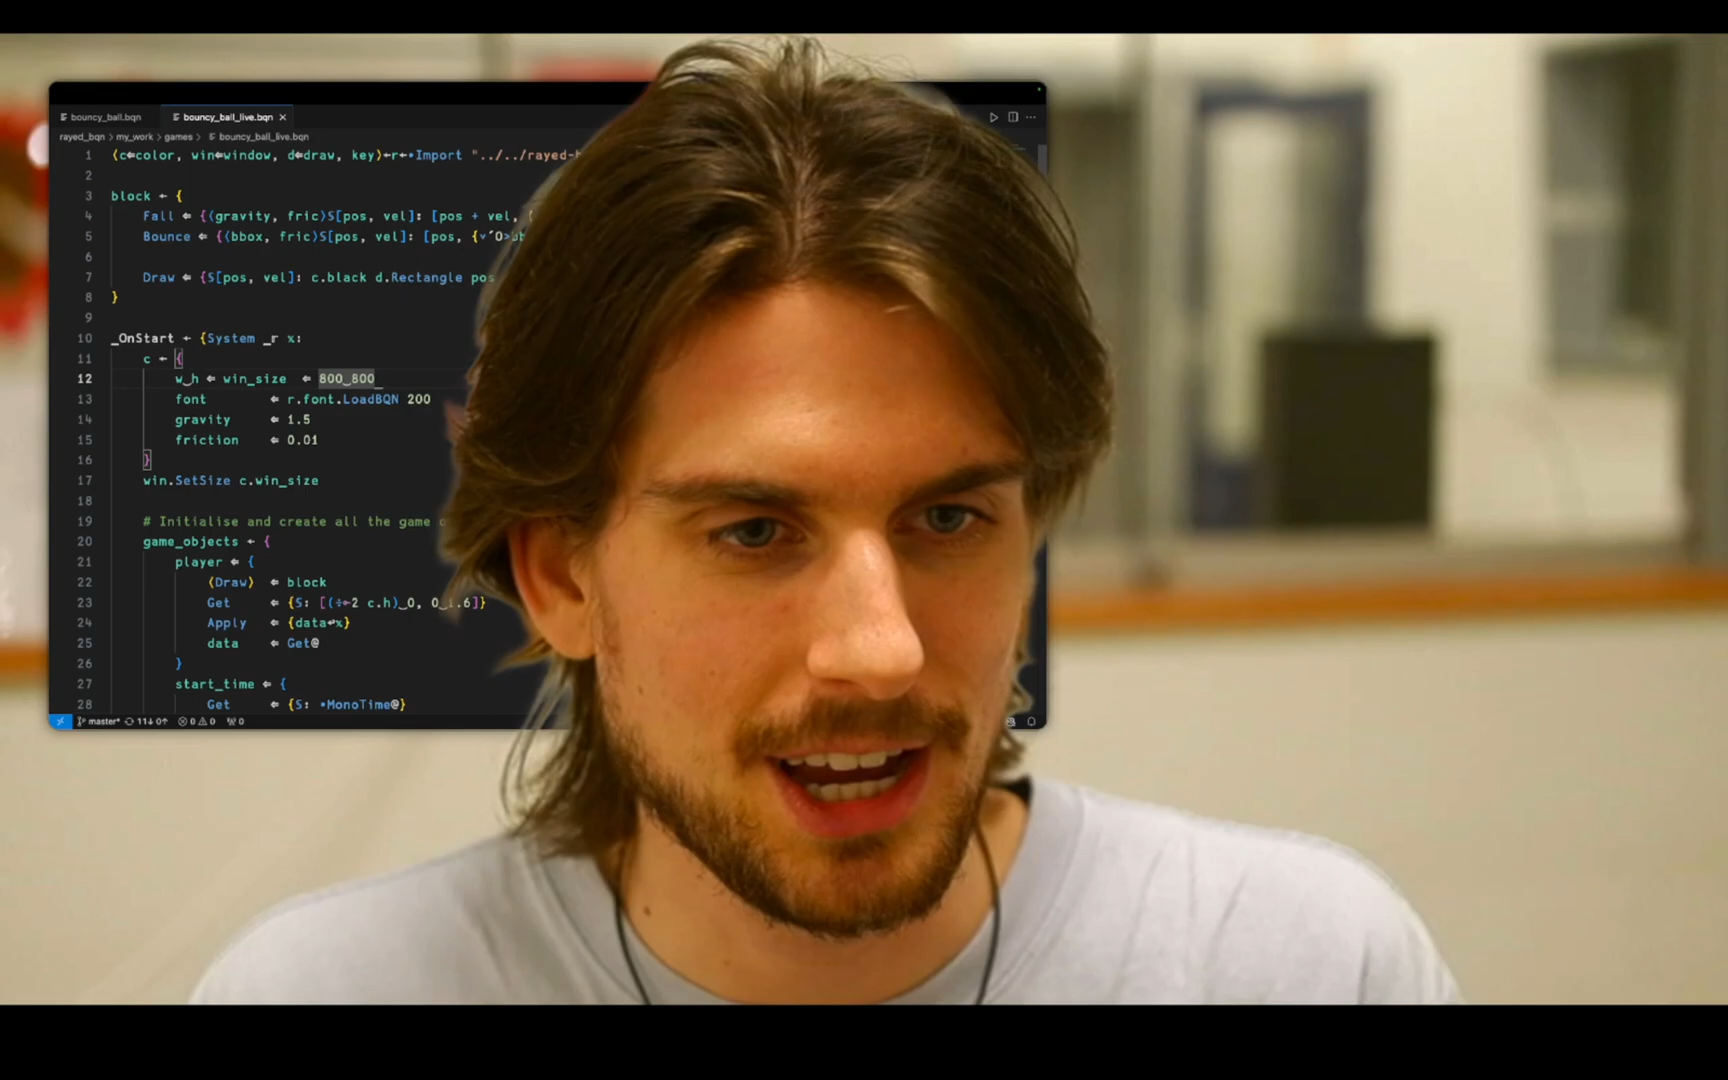 bouncy_ball.bqn
bouncy_ball_live.bqn
rayed_bqn > my_work > games > bouncy_ball_live.bqn
1 ⟨c⇐color, win⇐window, d⇐draw, key⟩←r←•Import "../../rayed-
2
3 block ← {
4 Fall ⇐ {⟨gravity, fric⟩𝕊[pos, vel]: [pos + vel,
5 Bounce ⇐ {⟨bbox, fric⟩𝕊[pos, vel]: [pos,
6
7 Draw ⇐ {𝕊[pos, vel]: c.black d.Rectangle pos
8 }
9
10 _OnStart ← {System _𝕣 𝕩:
11 c ← {
12 w‿h ⇐ win_size ⇐ 800‿800_
13 font ⇐ r.font.LoadBQN 200
14 gravity ⇐ 1.5
15 friction ⇐ 0.01
16 }
17 win.SetSize c.win_size
18
19 # Initialise and create all the game
20 game_objects ← {
21 player ⇐ {
22 ⟨Draw⟩ ⇐ block
23 Get ⇐ {𝕊: [(÷⟜2 c.h)‿0, 0‿1.6]}
24 Apply ⇐ {data↩𝕩}
25 data ⇐ Get@
26 }
27 start_time ⇐ {
28 Get ⇐ {𝕊: •MonoTime@}
master* 11↓ 0↑ 0 0 0